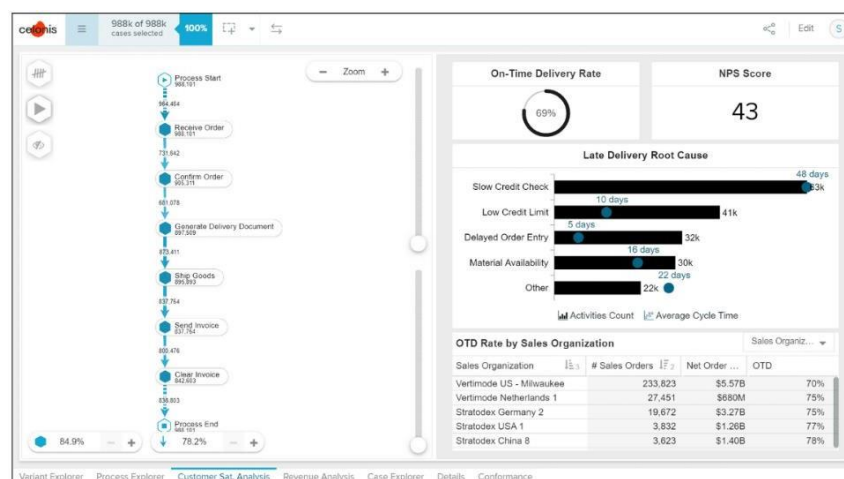 celonis
988k of 988k
cases selected
100%
Edit
S
Zoom
Process Start
988,101
964,464
Receive Order
988,101
731,642
Confirm Order
985,311
681,078
Generate Delivery Document
897,509
873,411
Ship Goods
895,893
837,764
Send Invoice
837,764
800,476
Clear Invoice
842,603
836,803
Process End
988,101
84.9%
78.2%
On-Time Delivery Rate
69%
NPS Score
43
Late Delivery Root Cause
Slow Credit Check
48 days
Low Credit Limit
10 days
41k
Delayed Order Entry
5 days
32k
Material Availability
16 days
30k
Other
22 days
22k
Activities Count
Average Cycle Time
OTD Rate by Sales Organization
Sales Organiz...
Sales Organization # Sales Orders Net Order ... OTD
Vertimode US - Milwaukee 233,823 $5.57B 70%
Vertimode Netherlands 1 27,451 $680M 75%
Stratodex Germany 2 19,672 $3.27B 75%
Stratodex USA 1 3,832 $1.26B 77%
Stratodex China 8 3,623 $1.40B 78%
Variant Explorer Process Explorer Customer Sat. Analysis Revenue Analysis Case Explorer Details Conformance